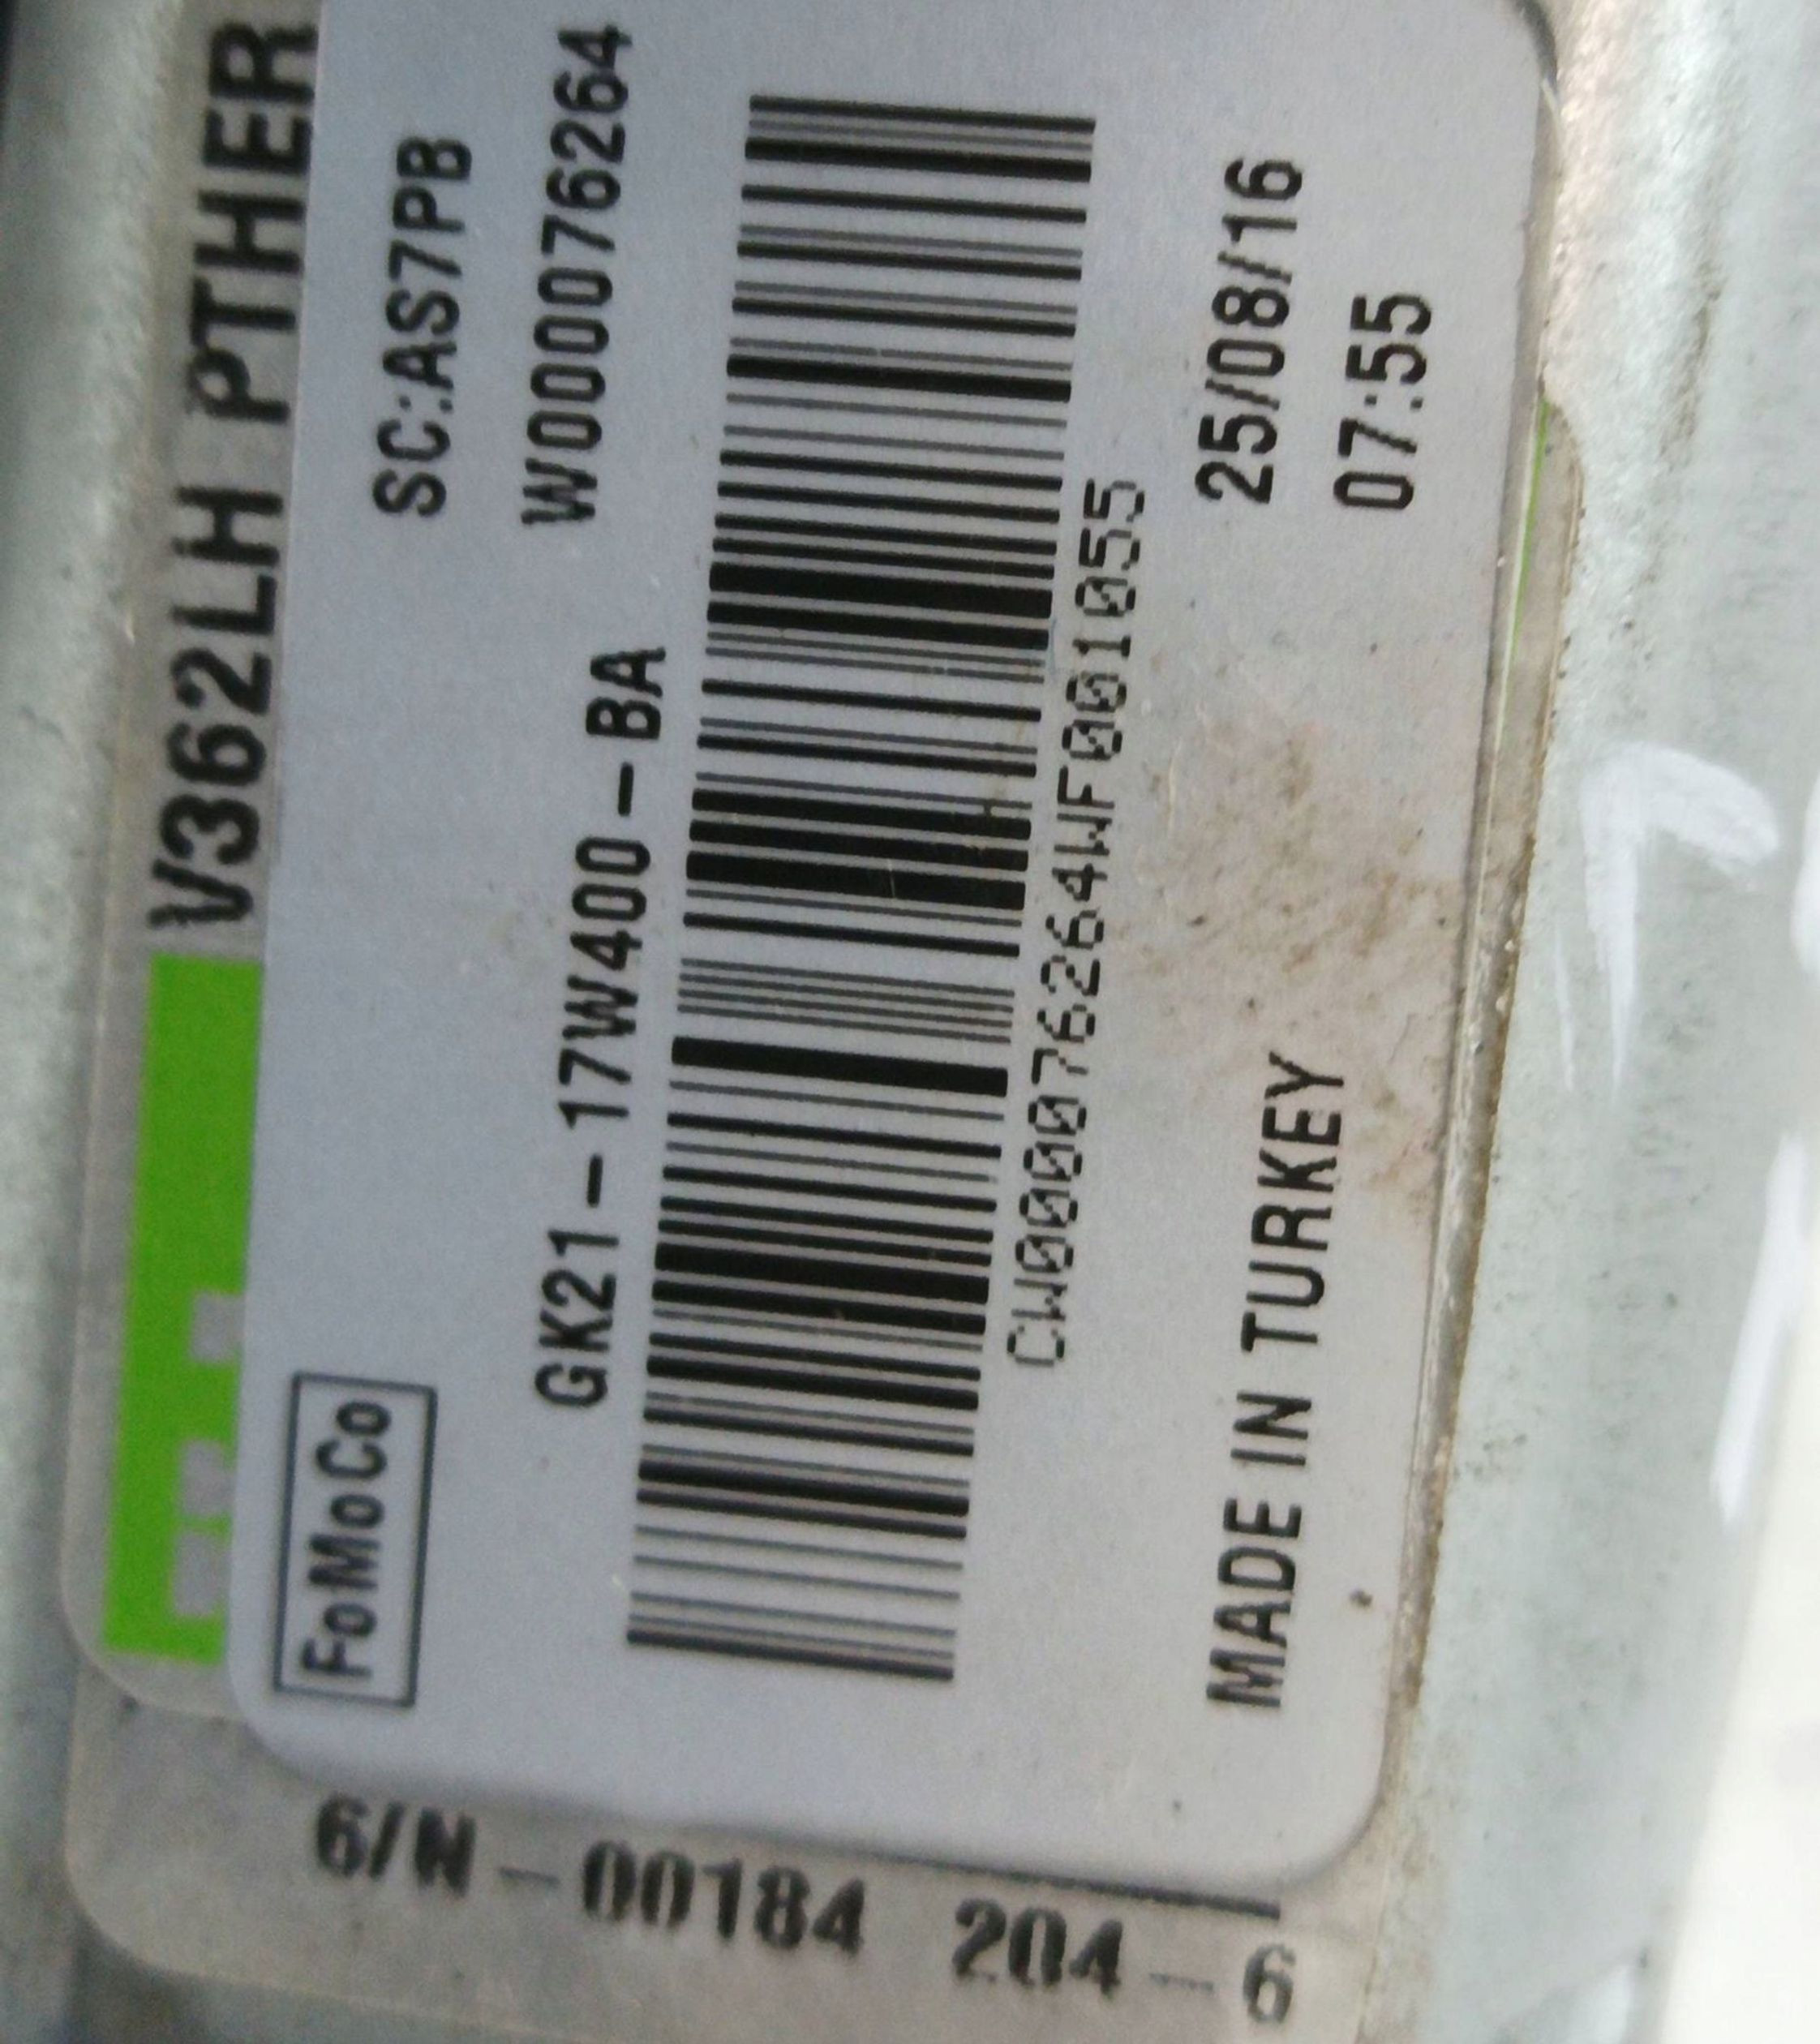 V362LH PTHER
FoMoCo
SC:AS7PB
W000076264
GK21-17W400-BA
CW000076264WF001055
MADE IN TURKEY
25/08/16
07:55
6/N-00184 204-6